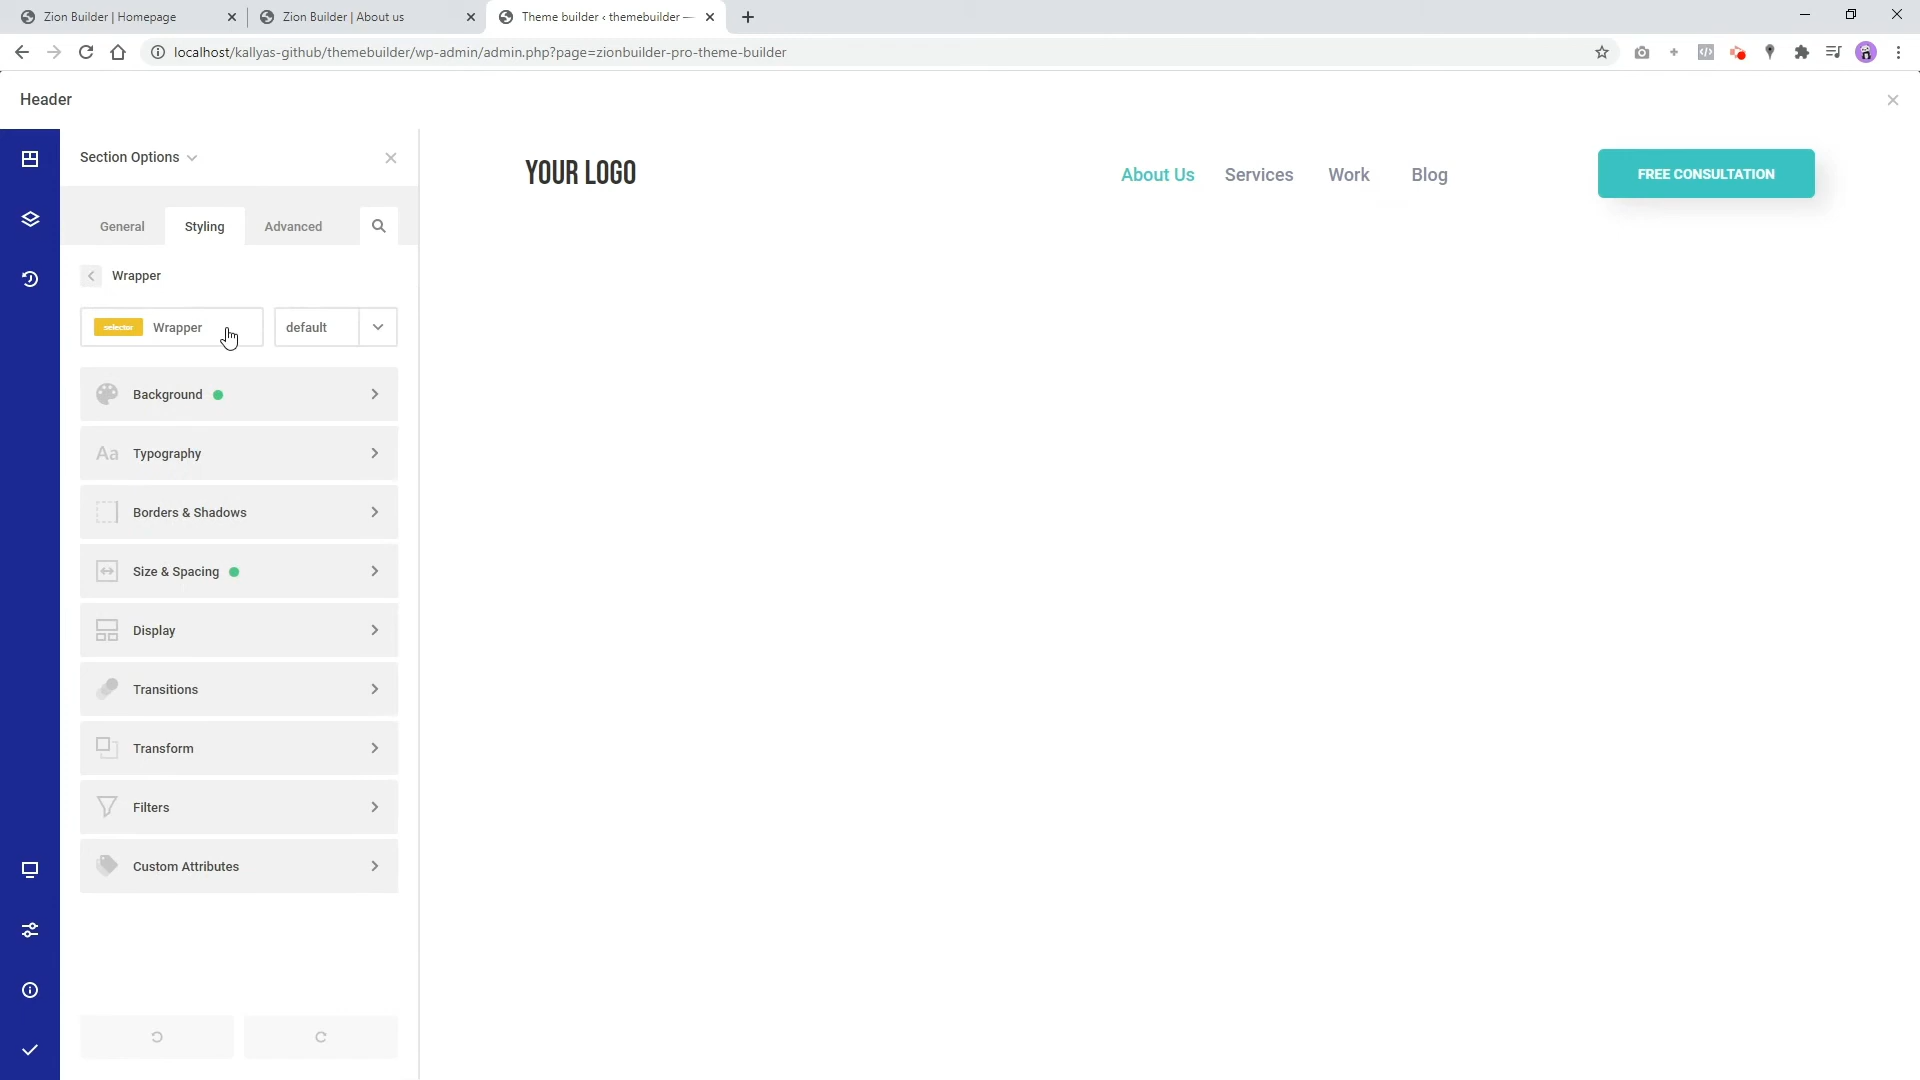 Zion Builder | Homepage
Zion Builder | About us
Theme builder ‹ themebuilder —
localhost/kallyas-github/themebuilder/wp-admin/admin.php?page=zionbuilder-pro-theme-builder
Header
Section Options
YOUR LOGO
About Us
Services
Work
Blog
FREE CONSULTATION
General
Styling
Advanced
Wrapper
selector
Wrapper
default
Background
Aa
Typography
Borders & Shadows
Size & Spacing
Display
Transitions
Transform
Filters
Custom Attributes